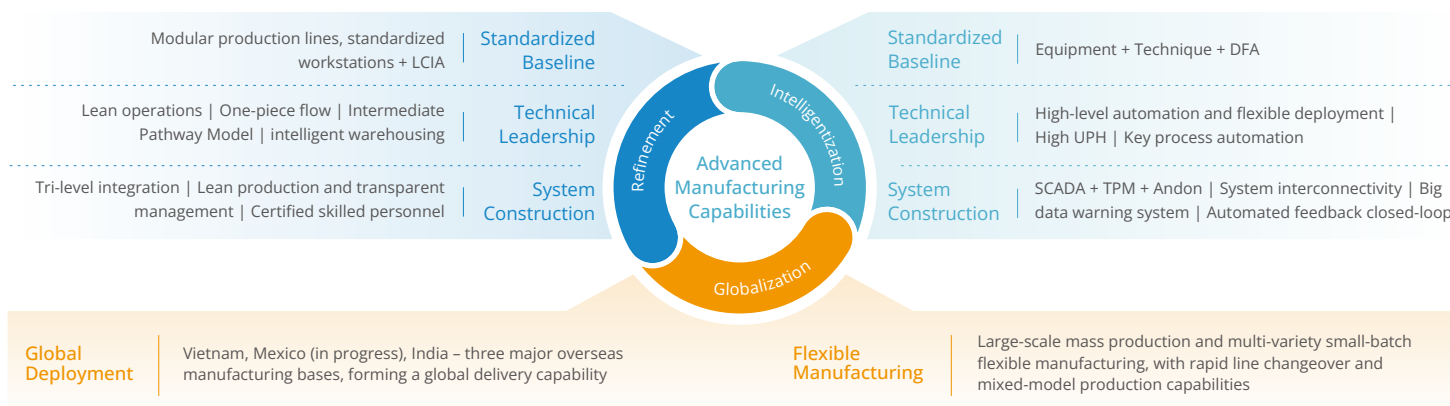 Modular production lines, standardized
workstations + LCIA
Standardized
Baseline
Lean operations | One-piece flow | Intermediate
Pathway Model | intelligent warehousing
Technical
Leadership
Tri-level integration | Lean production and transparent
management | Certified skilled personnel
System
Construction
Refinement
Intelligentization
Globalization
Advanced
Manufacturing
Capabilities
Standardized
Baseline
Equipment + Technique + DFA
Technical
Leadership
High-level automation and flexible deployment |
High UPH | Key process automation
System
Construction
SCADA + TPM + Andon | System interconnectivity | Big
data warning system | Automated feedback closed-loop
Global
Deployment
Vietnam, Mexico (in progress), India – three major overseas
manufacturing bases, forming a global delivery capability
Flexible
Manufacturing
Large-scale mass production and multi-variety small-batch
flexible manufacturing, with rapid line changeover and
mixed-model production capabilities